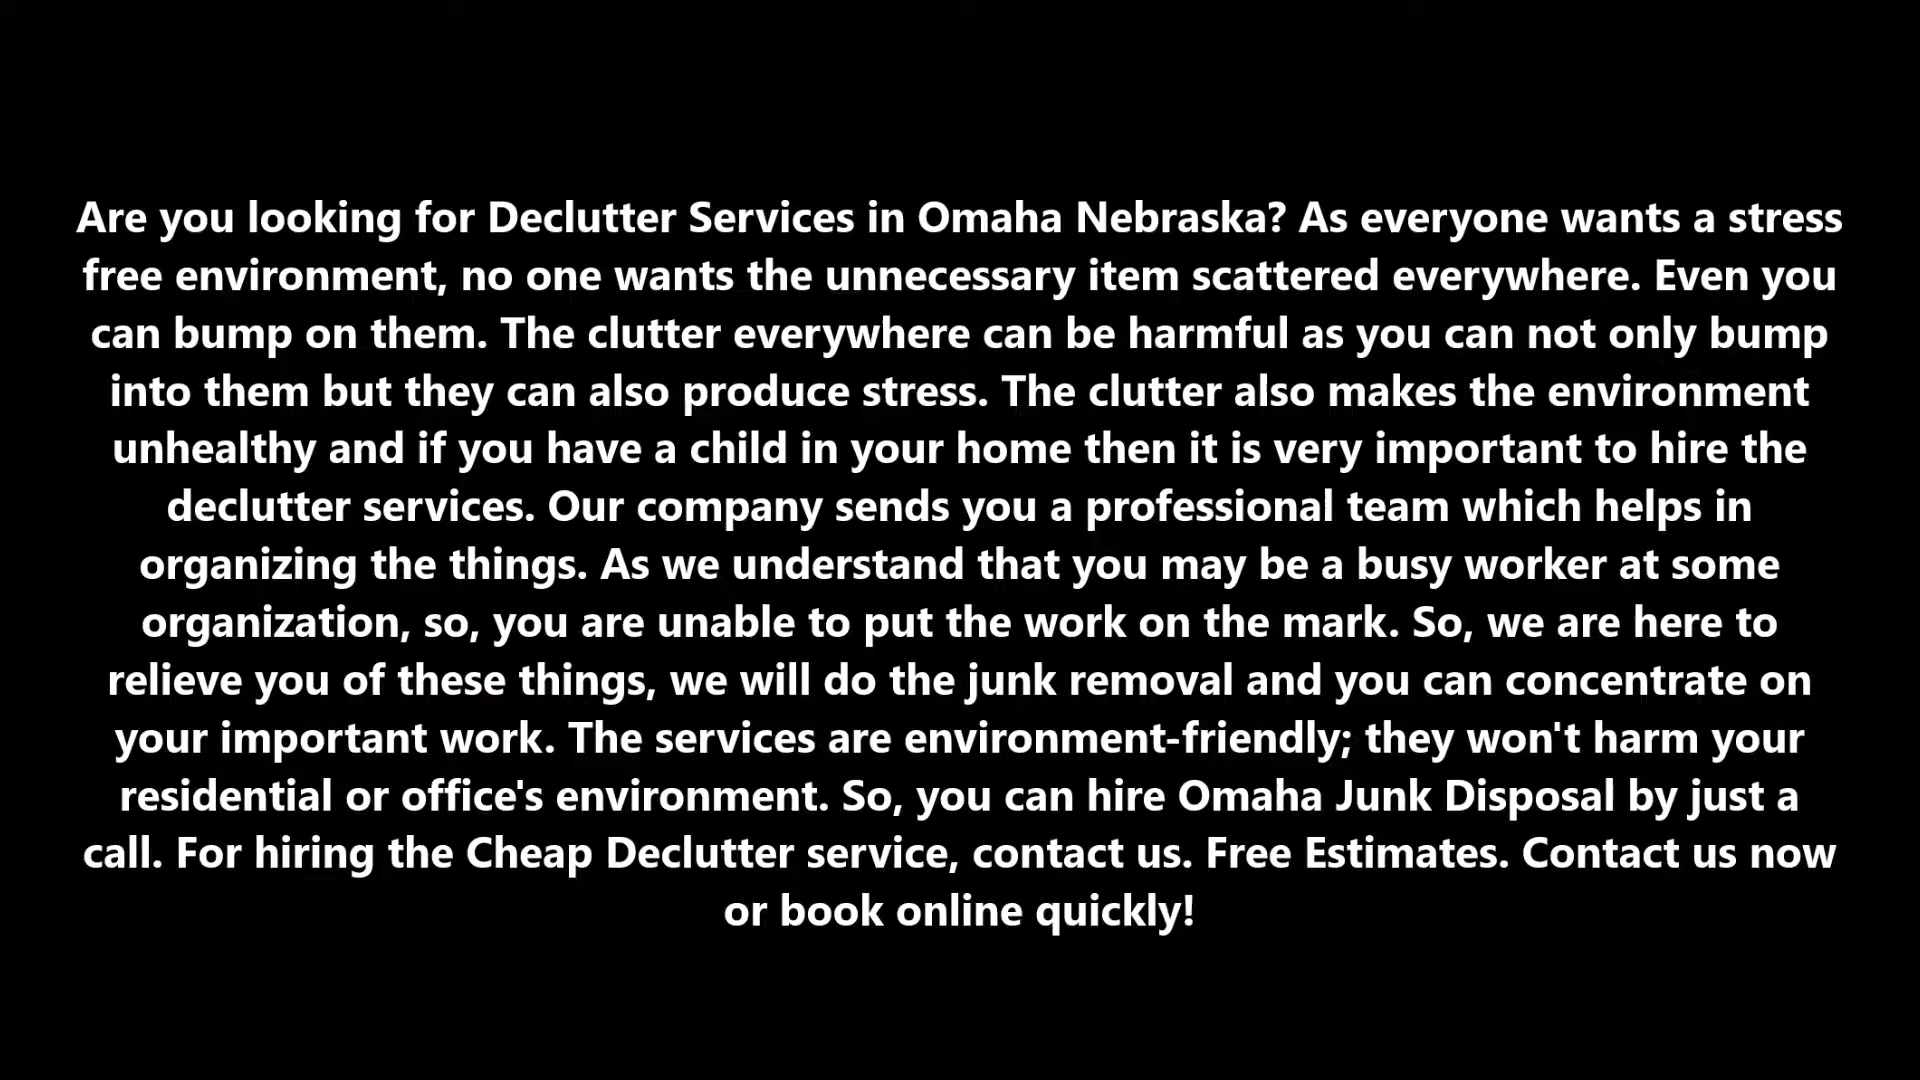 Are you looking for Declutter Services in Omaha Nebraska? As everyone wants a stress
free environment, no one wants the unnecessary item scattered everywhere. Even you
can bump on them. The clutter everywhere can be harmful as you can not only bump
into them but they can also produce stress. The clutter also makes the environment
unhealthy and if you have a child in your home then it is very important to hire the
declutter services. Our company sends you a professional team which helps in
organizing the things. As we understand that you may be a busy worker at some
organization, so, you are unable to put the work on the mark. So, we are here to
relieve you of these things, we will do the junk removal and you can concentrate on
your important work. The services are environment-friendly; they won't harm your
residential or office's environment. So, you can hire Omaha Junk Disposal by just a
call. For hiring the Cheap Declutter service, contact us. Free Estimates. Contact us now
or book online quickly!